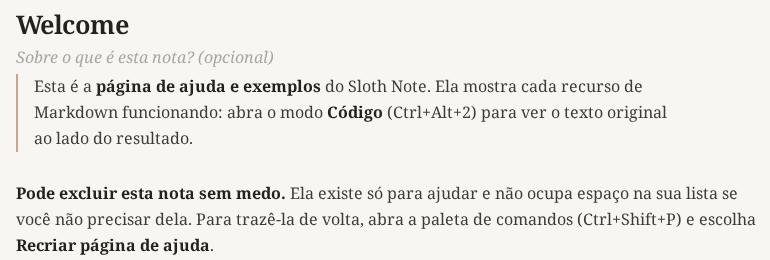 Welcome
Sobre o que é esta nota? (opcional)
Esta é a página de ajuda e exemplos do Sloth Note. Ela mostra cada recurso de
Markdown funcionando: abra o modo Código (Ctrl+Alt+2) para ver o texto original
ao lado do resultado.
Pode excluir esta nota sem medo. Ela existe só para ajudar e não ocupa espaço na sua lista se
você não precisar dela. Para trazê-la de volta, abra a paleta de comandos (Ctrl+Shift+P) e escolha
Recriar página de ajuda.